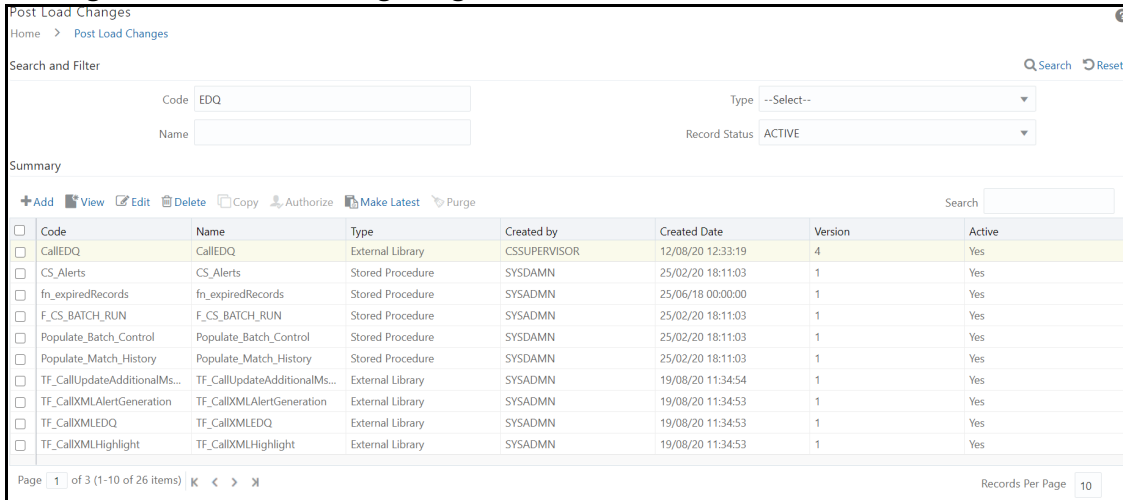 Post Load Changes
Home > Post Load Changes
Search and Filter Search Reset
Code EDQ Type --Select--
Name Record Status ACTIVE
Summary
Add View Edit Delete Copy Authorize Make Latest Purge Search
Code Name Type Created by Created Date Version Active
CallEDQ CallEDQ External Library CSSUPERVISOR 12/08/20 12:33:19 4 Yes
CS_Alerts CS_Alerts Stored Procedure SYSDAMN 25/02/20 18:11:03 1 Yes
fn_expiredRecords fn_expiredRecords Stored Procedure SYSADMN 25/06/18 00:00:00 1 Yes
F_CS_BATCH_RUN F_CS_BATCH_RUN Stored Procedure SYSADMN 25/02/20 18:11:03 1 Yes
Populate_Batch_Control Populate_Batch_Control Stored Procedure SYSADMN 25/02/20 18:11:03 1 Yes
Populate_Match_History Populate_Match_History Stored Procedure SYSDAMN 25/02/20 18:11:03 1 Yes
TF_CallUpdateAdditionalMs... TF_CallUpdateAdditionalMs... External Library SYSADMN 19/08/20 11:34:54 1 Yes
TF_CallXMLAlertGeneration TF_CallXMLAlertGeneration External Library SYSADMN 19/08/20 11:34:53 1 Yes
TF_CallXMLEDQ TF_CallXMLEDQ External Library SYSADMN 19/08/20 11:34:53 1 Yes
TF_CallXMLHighlight TF_CallXMLHighlight External Library SYSADMN 19/08/20 11:34:53 1 Yes
Page 1 of 3 (1-10 of 26 items) Records Per Page 10